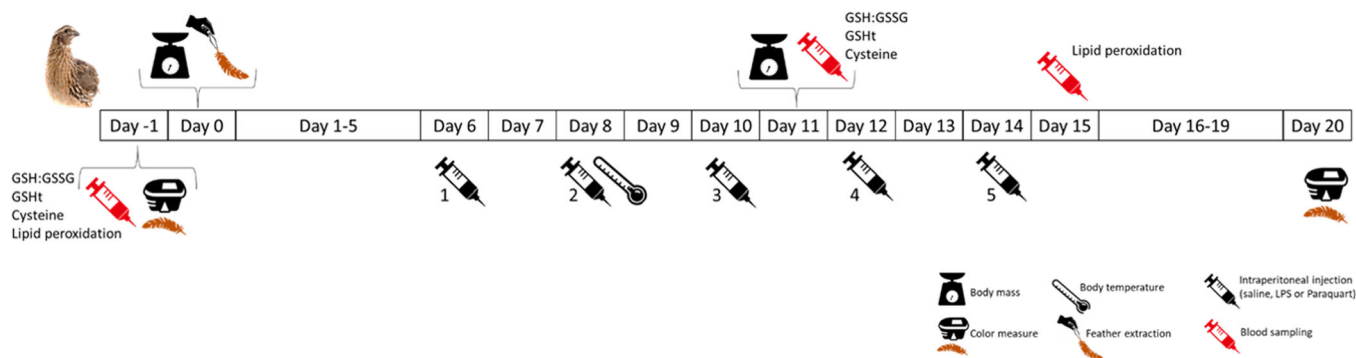 GSH:GSSG
GSHt
Cysteine
Lipid peroxidation
Day -1
Day 0
Day 1-5
Day 6
Day 7
Day 8
Day 9
Day 10
Day 11
Day 12
Day 13
Day 14
Day 15
Day 16-19
Day 20
GSH:GSSG
GSHt
Cysteine
Lipid peroxidation
1
2
3
4
5
Body mass
Body temperature
Intraperitoneal injection
(saline, LPS or Paraquart)
Color measure
Feather extraction
Blood sampling